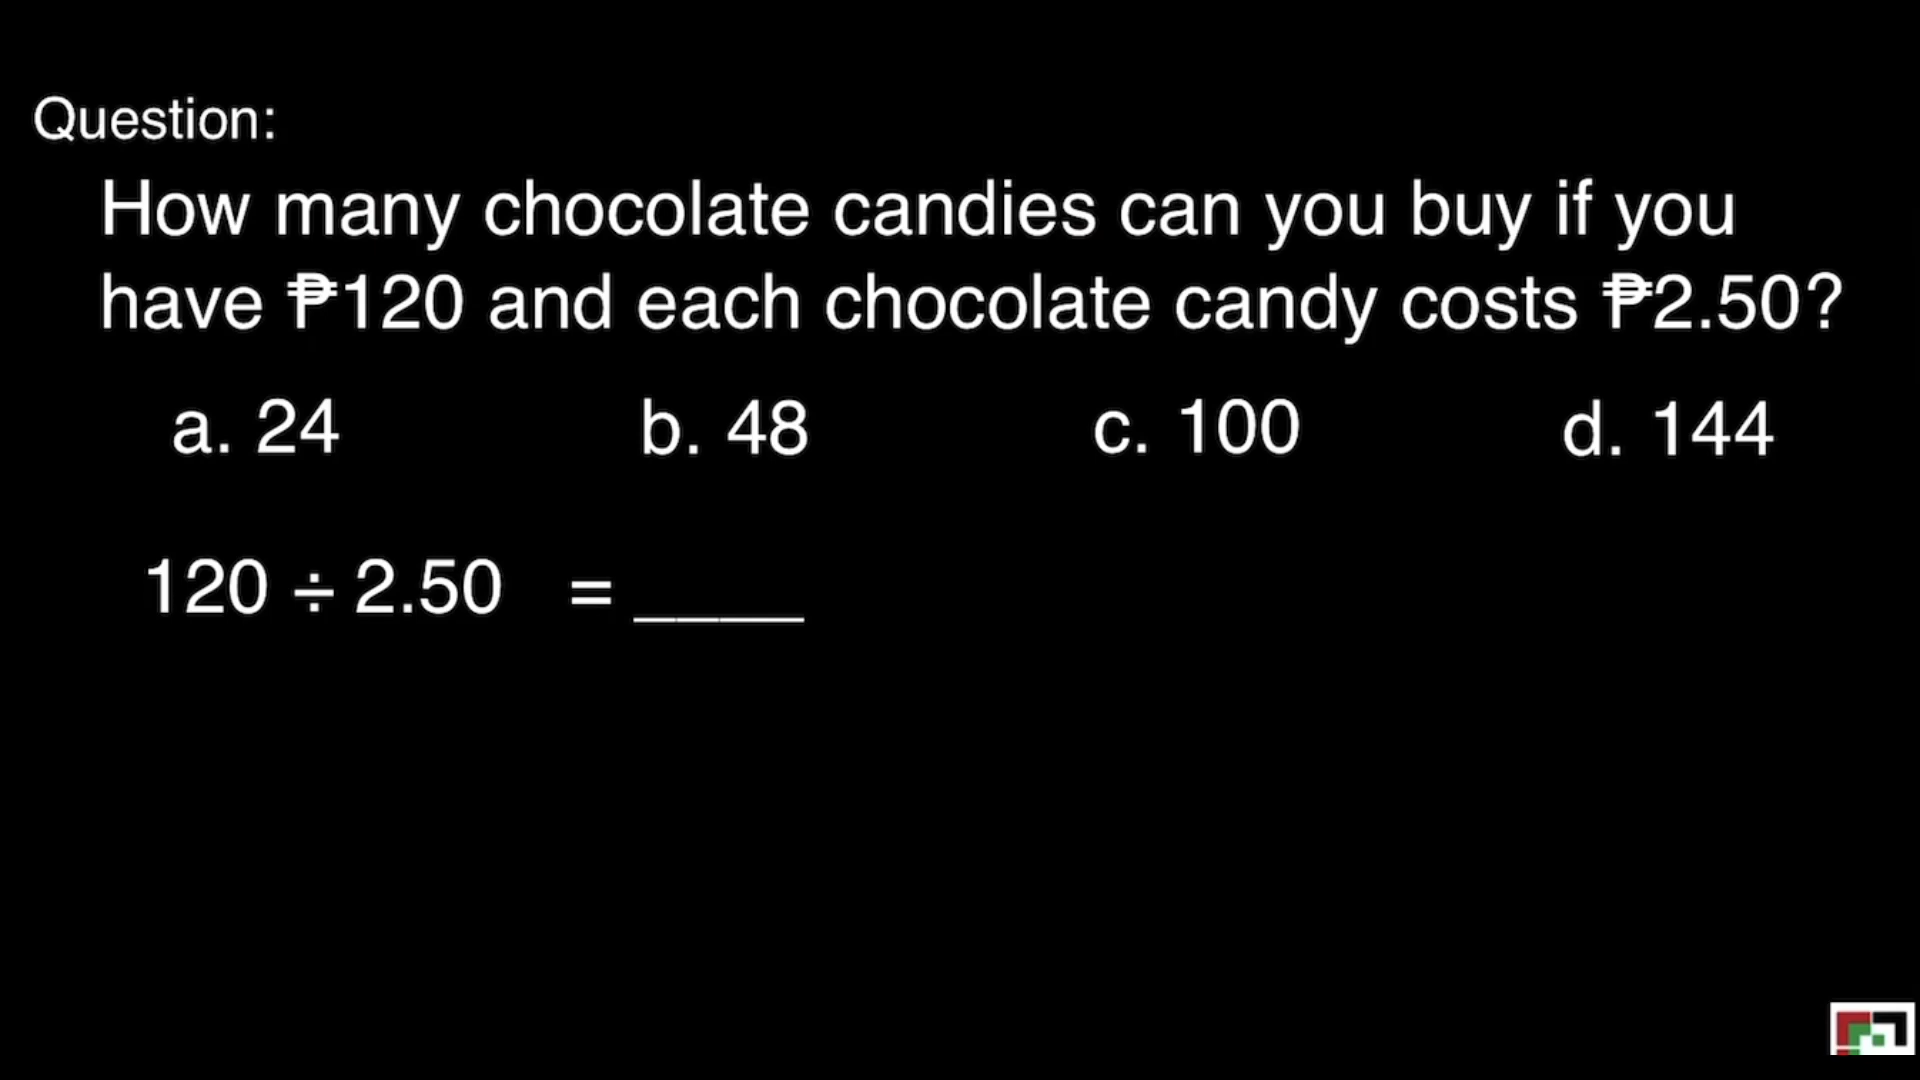 Question:
How many chocolate candies can you buy if you
have ₱120 and each chocolate candy costs ₱2.50?
a. 24 b. 48 c. 100 d. 144
120 ÷ 2.50 = ____